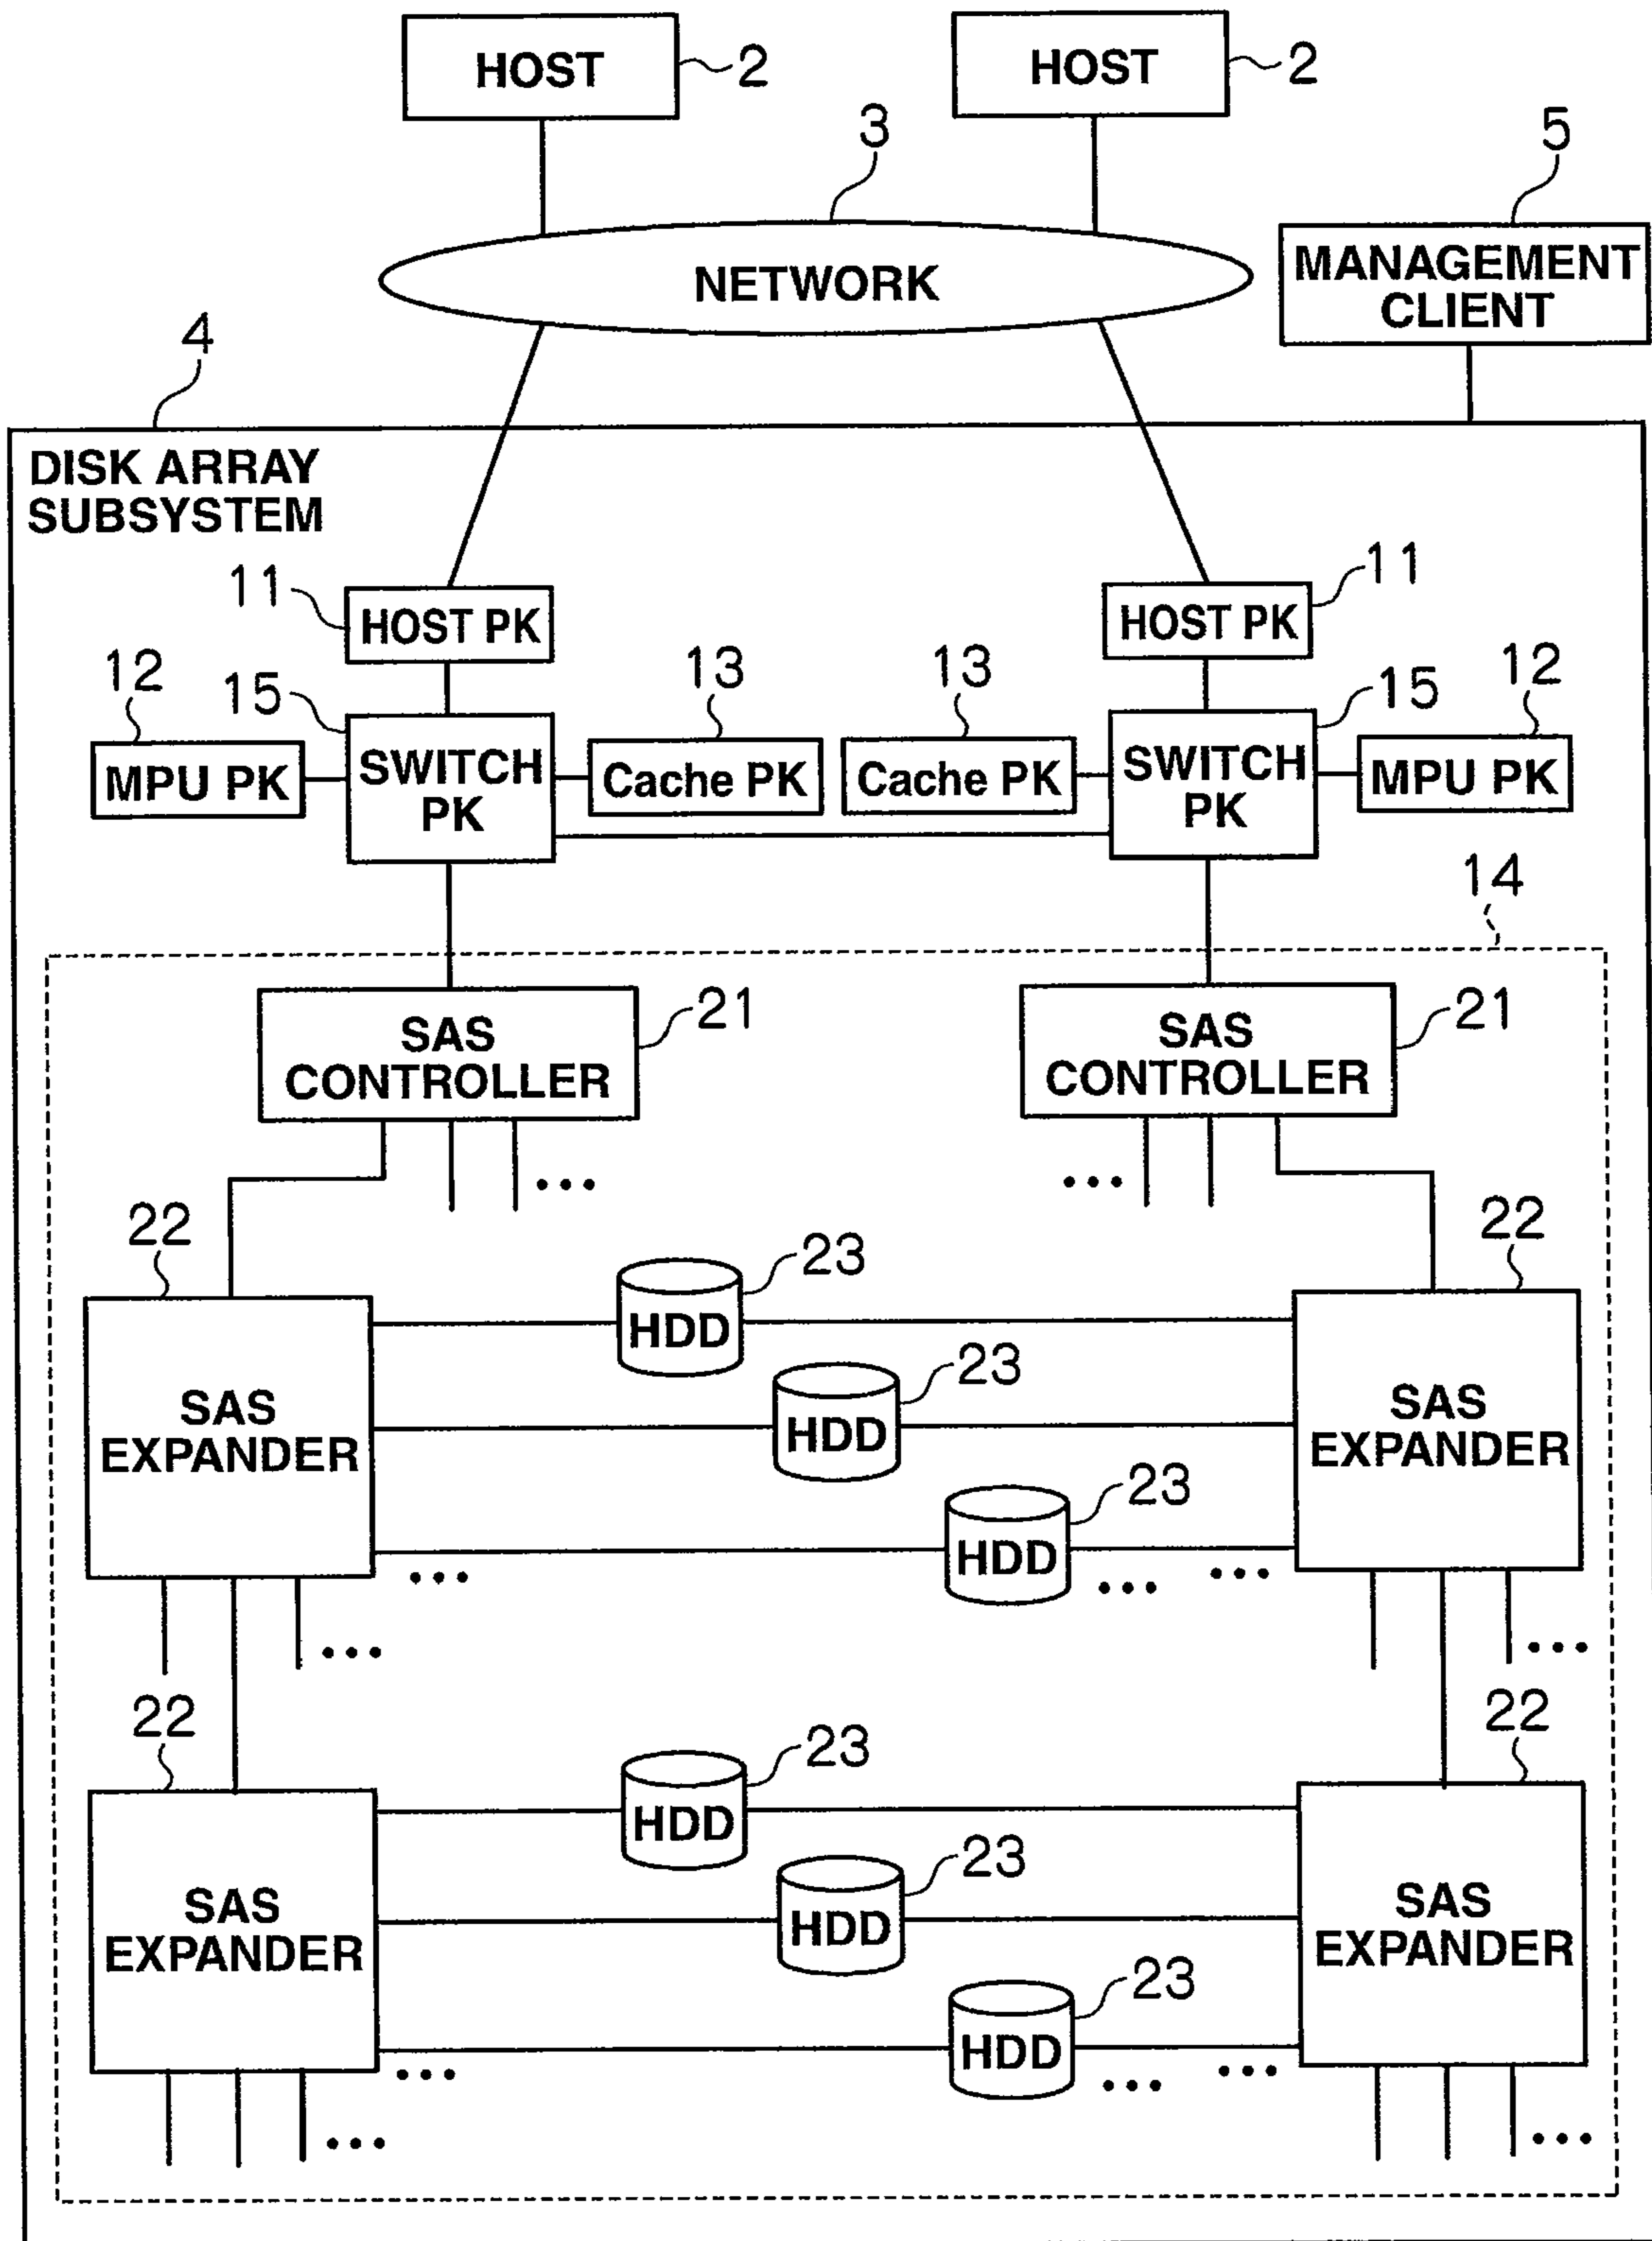 HOST
2
HOST
2
3
5
NETWORK
MANAGEMENT
CLIENT
4
DISK ARRAY
SUBSYSTEM
11
HOST PK
11
HOST PK
12
15
13
13
15
12
MPU PK
SWITCH
PK
Cache PK
Cache PK
SWITCH
PK
MPU PK
14
SAS
CONTROLLER
21
SAS
CONTROLLER
21
...
...
22
22
HDD
23
HDD
23
HDD
23
SAS
EXPANDER
SAS
EXPANDER
...
...
...
...
...
22
22
HDD
23
HDD
23
HDD
23
SAS
EXPANDER
SAS
EXPANDER
...
...
...
...
...